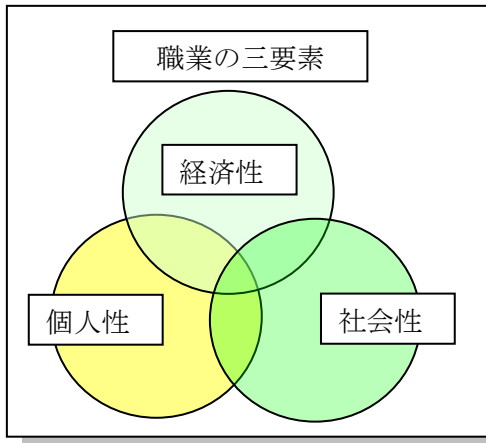 職業の三要素
経済性
個人性
社会性